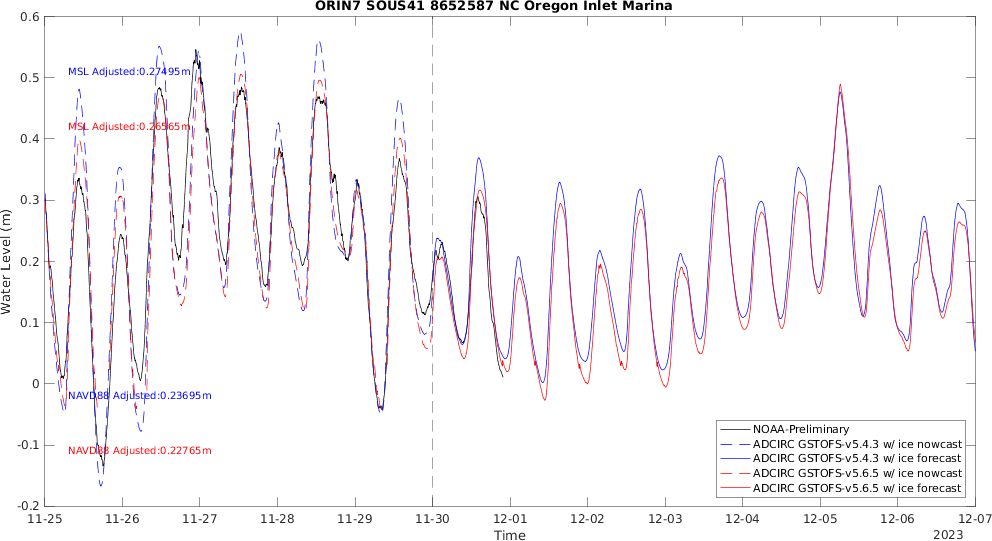 ORIN7 SOUS41 8652587 NC Oregon Inlet Marina
0.6
0.5
0.4
0.3
0.2
0.1
0
-0.1
-0.2
Water Level (m)
MSL Adjusted:0.27495m
MSL Adjusted:0.26565m
NAVD88 Adjusted:0.23695m
NAVD88 Adjusted:0.22765m
NOAA-Preliminary
ADCIRC GSTOFS-v5.4.3 w/ ice nowcast
ADCIRC GSTOFS-v5.4.3 w/ ice forecast
ADCIRC GSTOFS-v5.6.5 w/ ice nowcast
ADCIRC GSTOFS-v5.6.5 w/ ice forecast
11-25 11-26 11-27 11-28 11-29 11-30 12-01 12-02 12-03 12-04 12-05 12-06 12-07
Time
2023